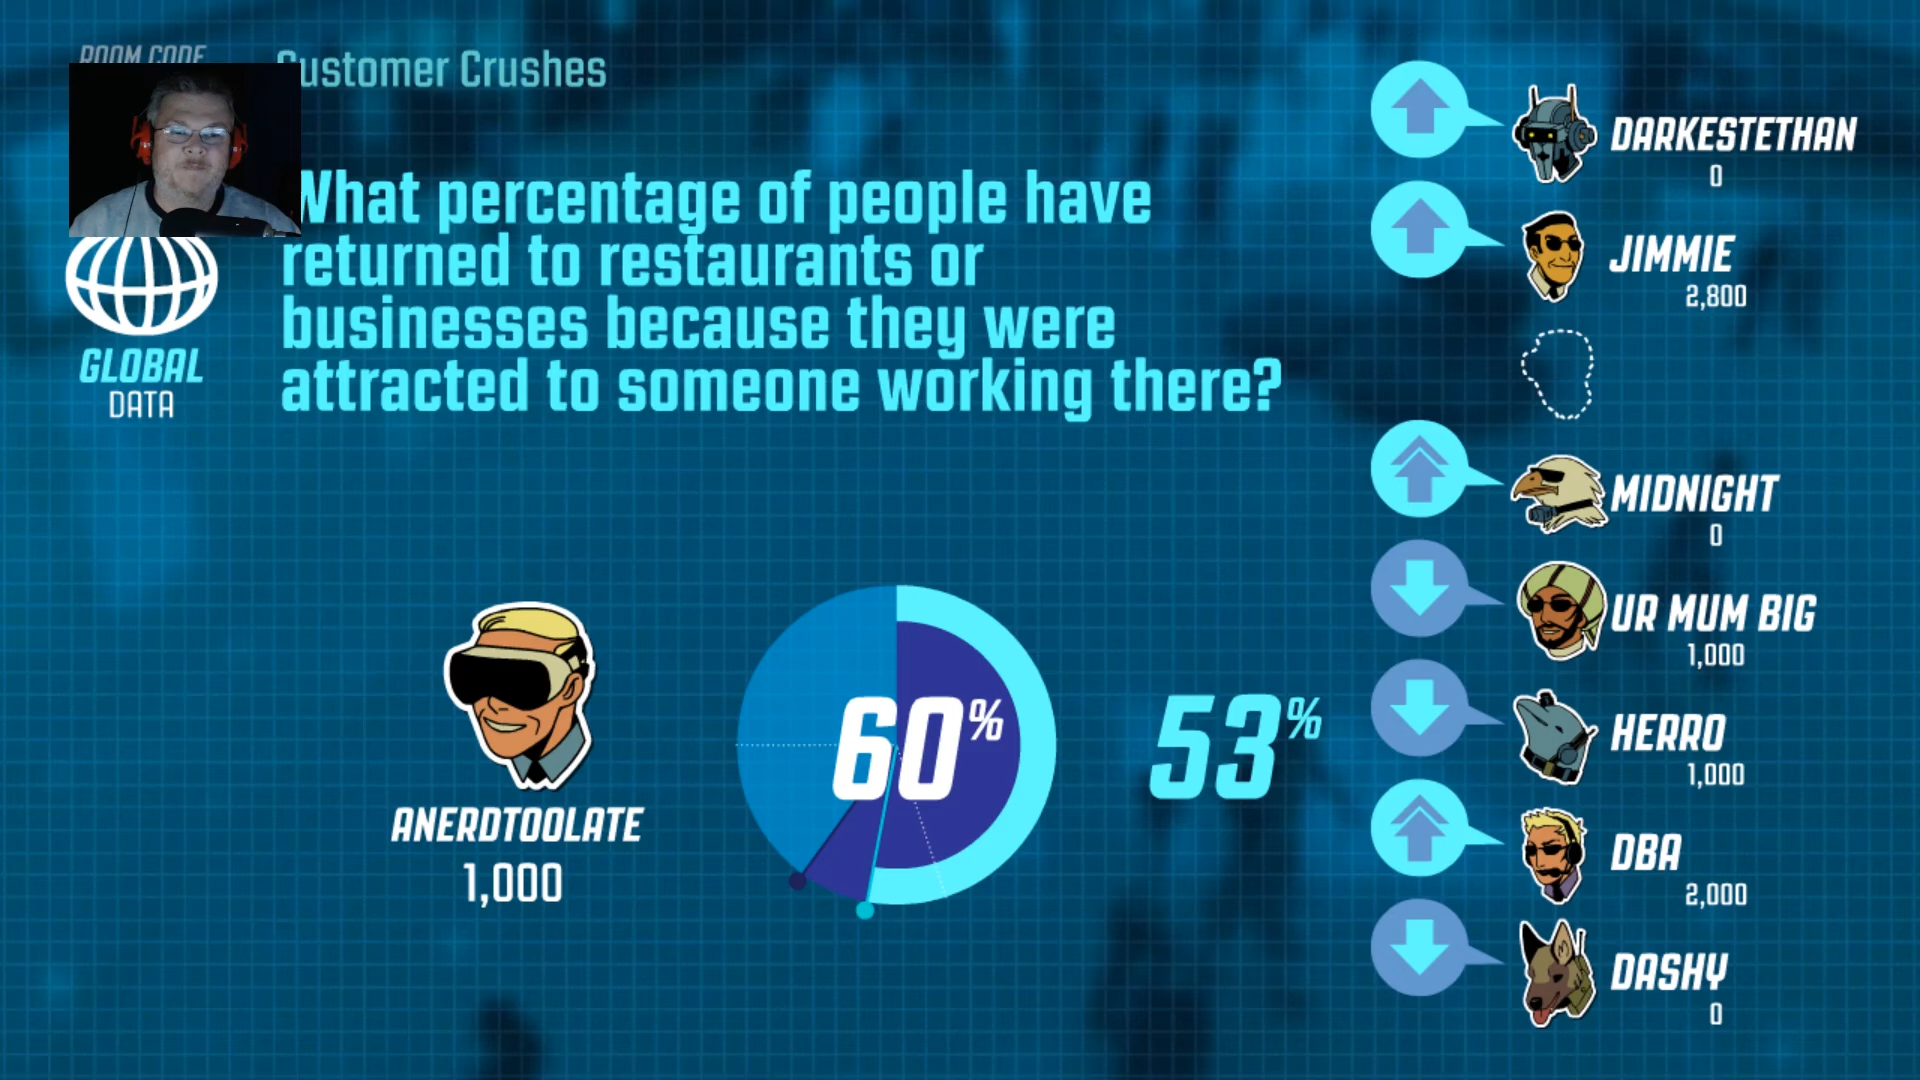 ROOM CODE
Customer Crushes
What percentage of people have
returned to restaurants or
businesses because they were
attracted to someone working there?
GLOBAL
DATA
ANERDTOOLATE
1,000
60%
53%
DARKESTETHAN
0
JIMMIE
2,800
MIDNIGHT
0
UR MUM BIG
1,000
HERRO
1,000
DBA
2,000
DASHY
0